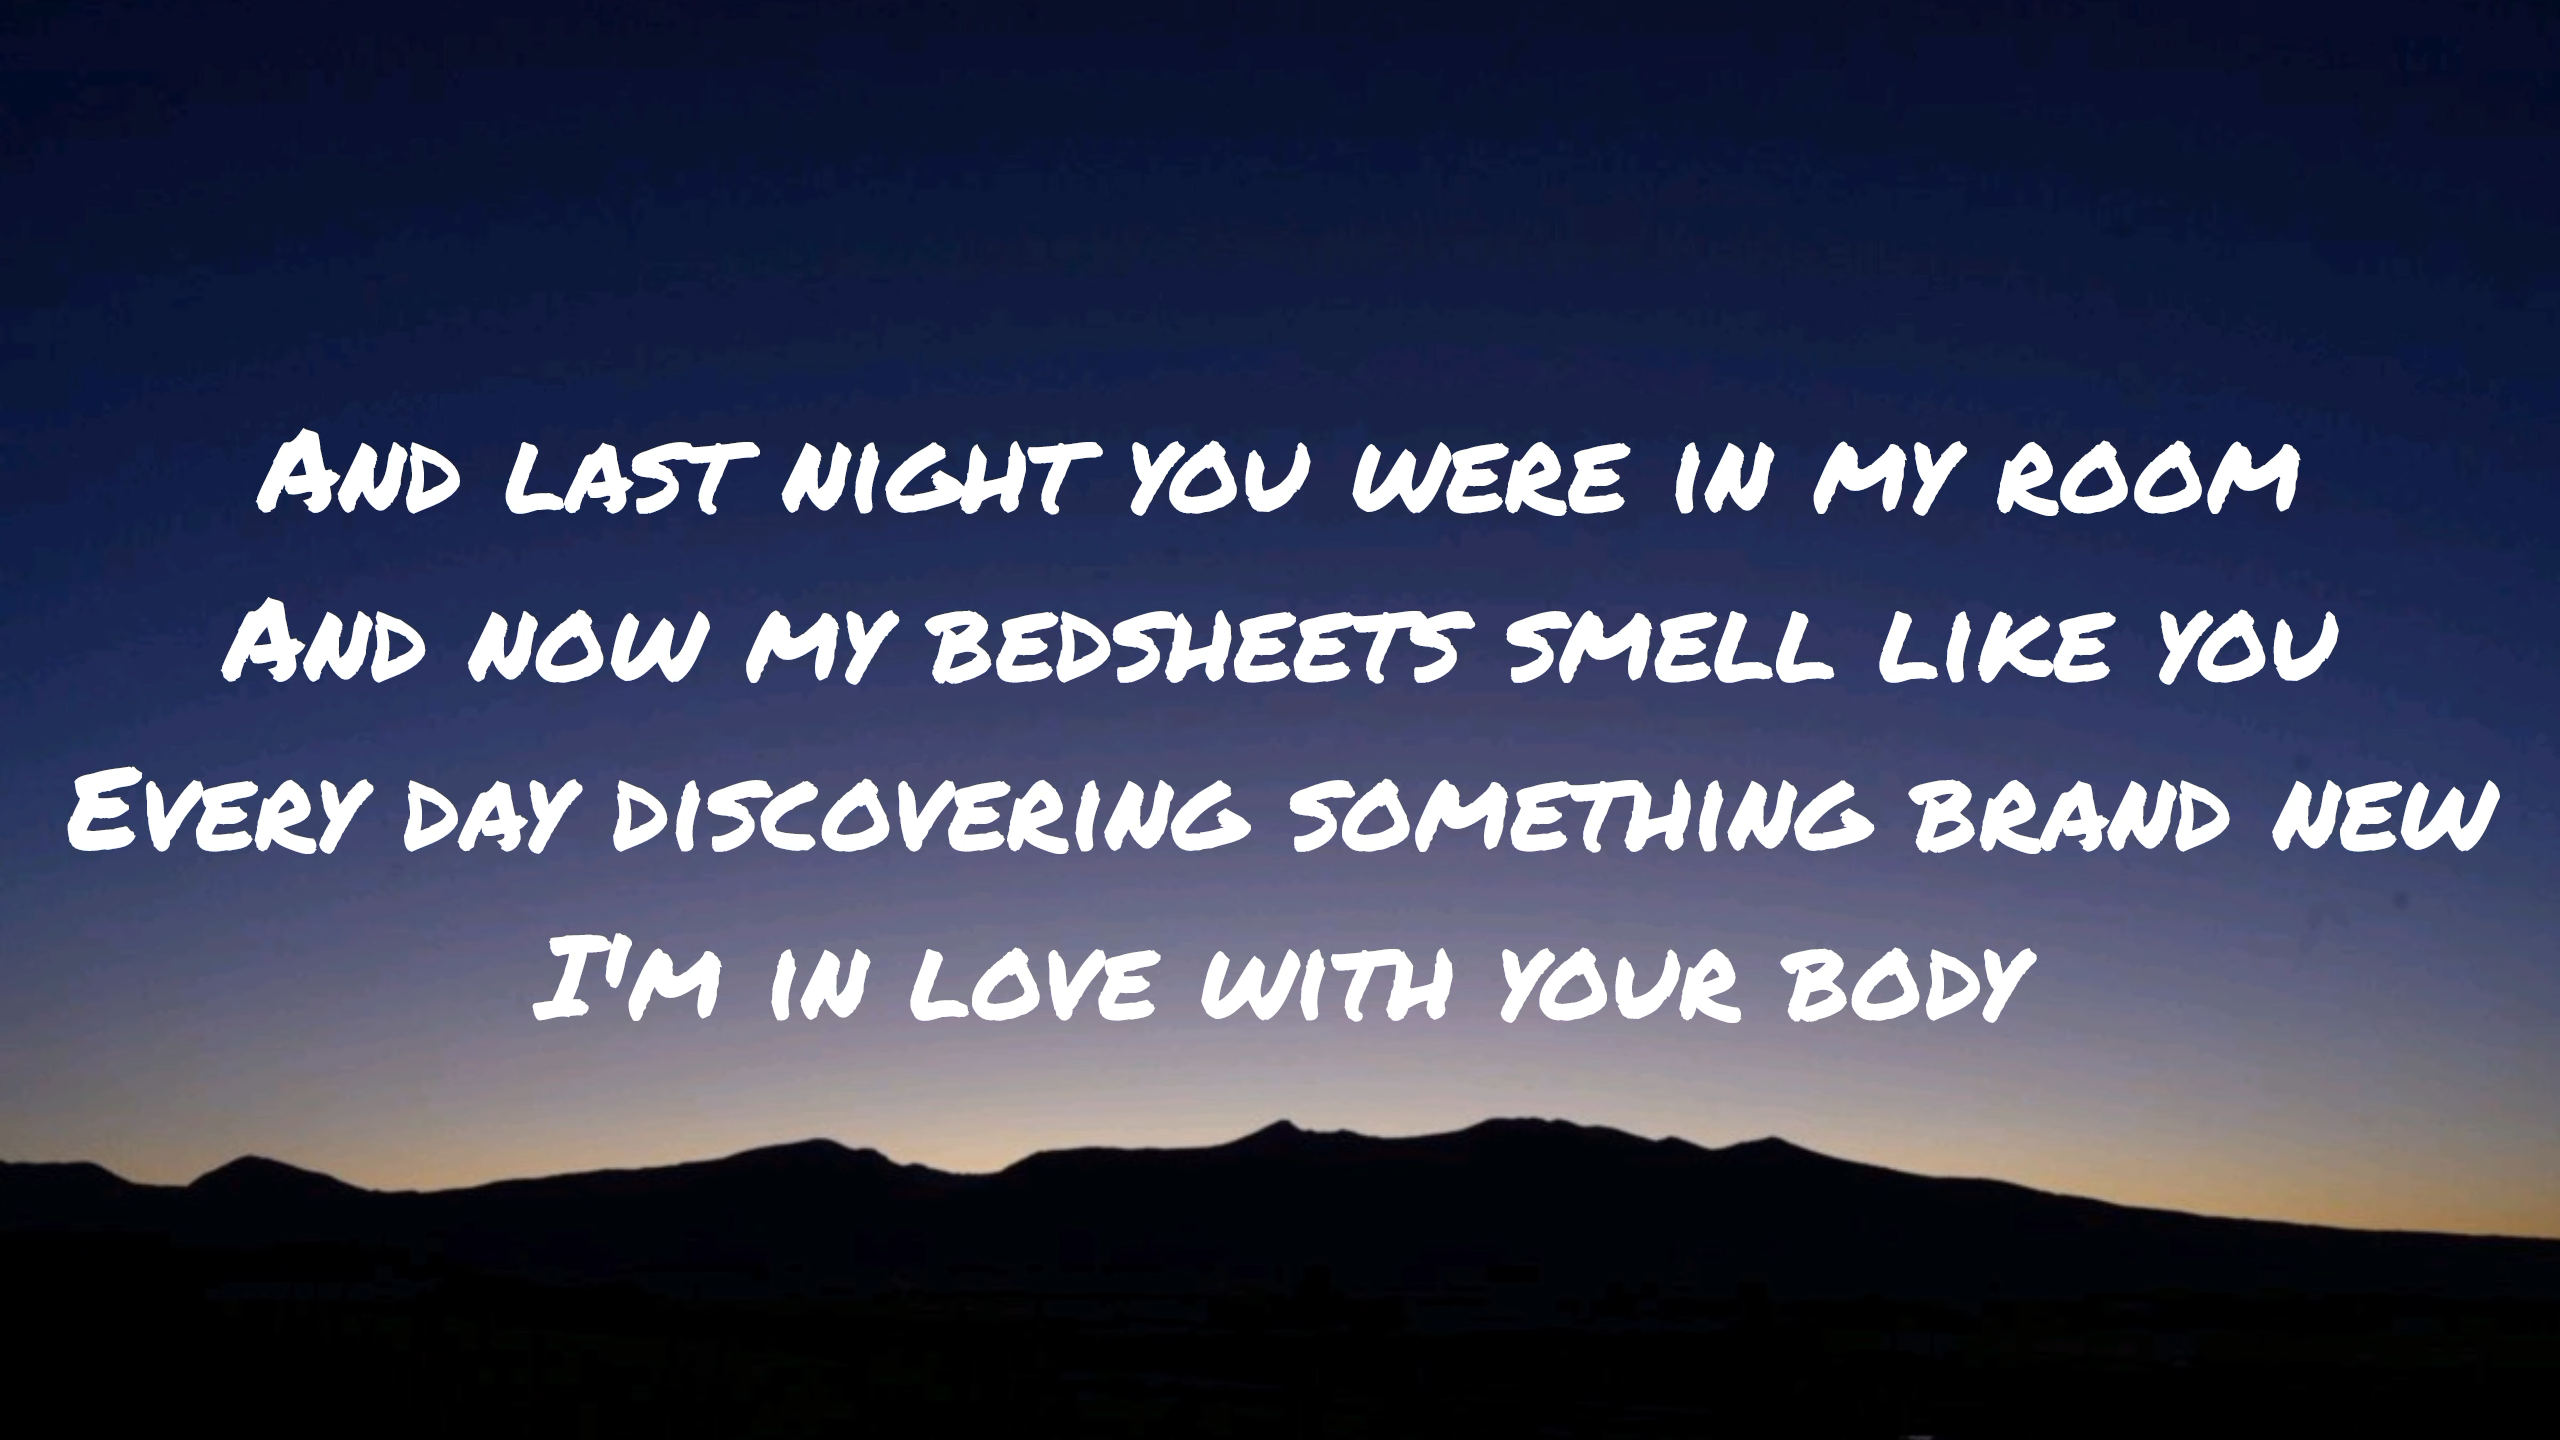 And last night you were in my room
And now my bedsheets smell like you
Every day discovering something brand new
I'm in love with your body